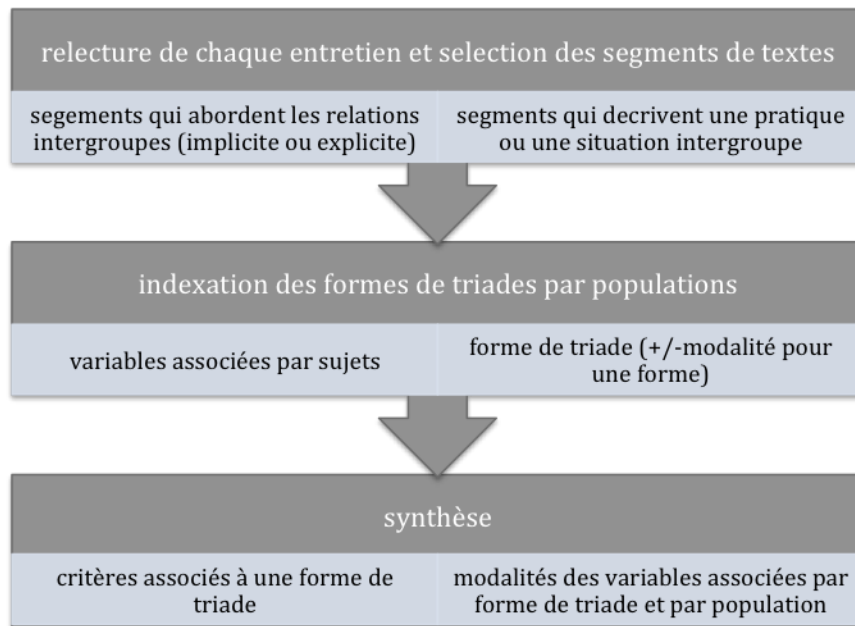 relecture de chaque entretien et selection des segments de textes
segements qui abordent les relations
intergroupes (implicite ou explicite)
segments qui decrivent une pratique
ou une situation intergroupe
indexation des formes de triades par populations
variables associées par sujets
forme de triade (+/-modalité pour
une forme)
synthèse
critères associés à une forme de
triade
modalités des variables associées par
forme de triade et par population